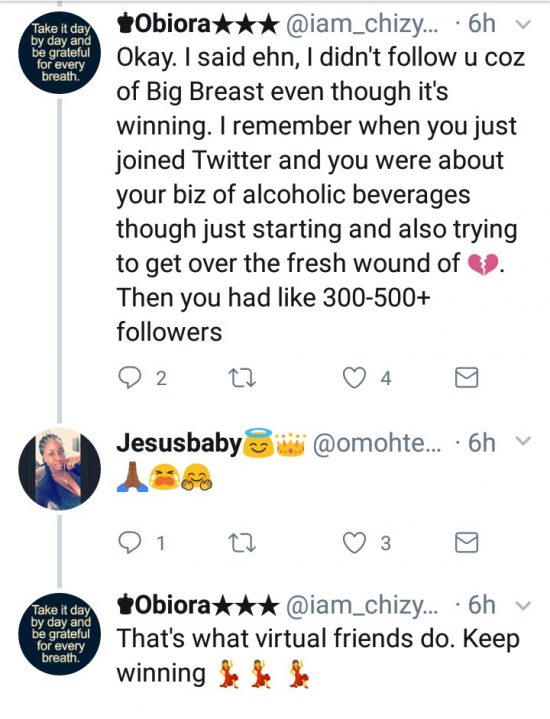 Take it day
by day and
be grateful
for every
breath.
♚Obiora★★★ @iam_chizy... · 6h
Okay. I said ehn, I didn't follow u coz
of Big Breast even though it's
winning. I remember when you just
joined Twitter and you were about
your biz of alcoholic beverages
though just starting and also trying
to get over the fresh wound of 💔.
Then you had like 300-500+
followers
2 4
Jesusbaby😇👑 @omohte... · 6h
🙏🏾😭🤗
1 3
Take it day
by day and
be grateful
for every
breath.
♚Obiora★★★ @iam_chizy... · 6h
That's what virtual friends do. Keep
winning 💃💃💃